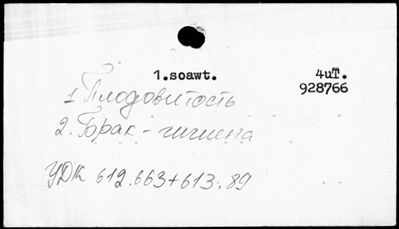 1.soawt. 4uT.
928766
1 Плодовитость
2. Брак - гигиена
УДК 612.663+613.89